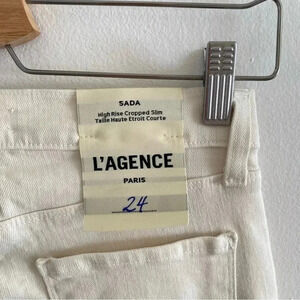 SADA
High Rise Cropped Slim
Taille Haute Etroit Courte
L'AGENCE
PARIS
24